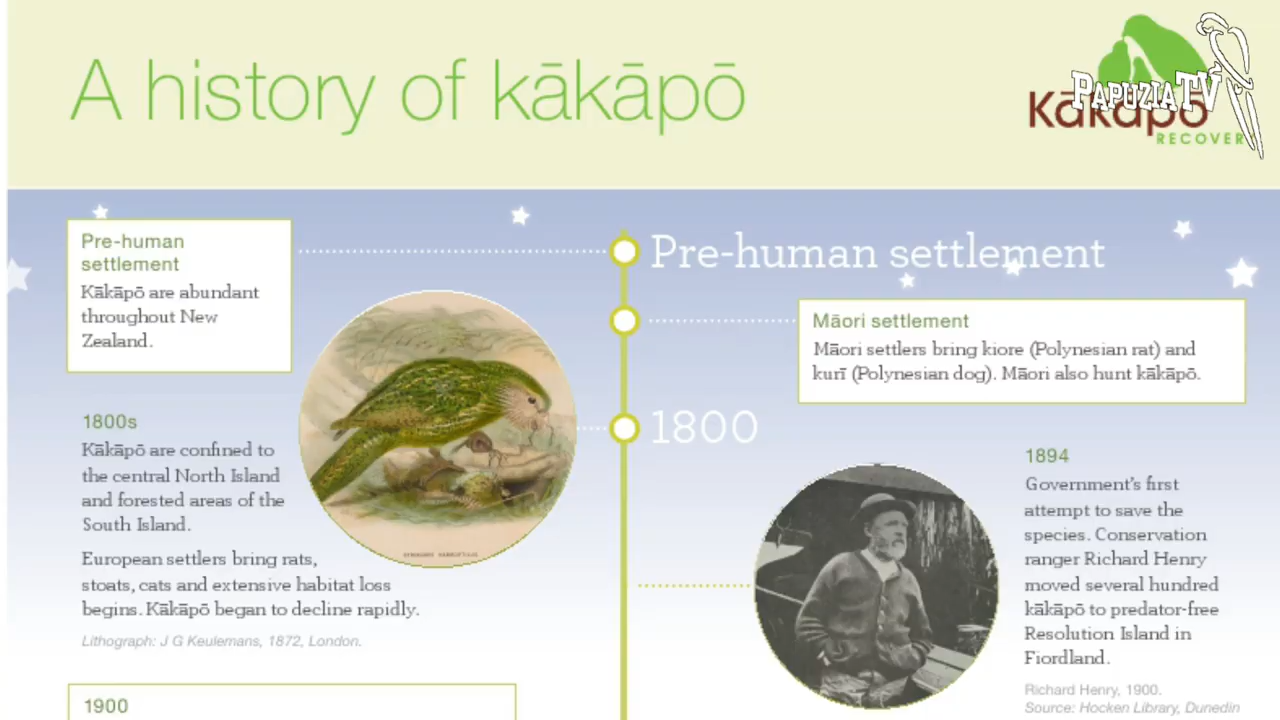 A history of kākāpō
Kākāpō
PAPUZIA TV
RECOVER
Pre-human
settlement
Kākāpō are abundant
throughout New
Zealand.
Pre-human settlement
Māori settlement
Māori settlers bring kiore (Polynesian rat) and
kurī (Polynesian dog). Māori also hunt kākāpō.
1800
1800s
Kākāpō are confined to
the central North Island
and forested areas of the
South Island.
European settlers bring rats,
stoats, cats and extensive habitat loss
begins. Kākāpō began to decline rapidly.
Lithograph: J G Keulemans, 1872, London.
1894
Government's first
attempt to save the
species. Conservation
ranger Richard Henry
moved several hundred
kākāpō to predator-free
Resolution Island in
Fiordland.
Richard Henry, 1900.
Source: Hocken Library, Dunedin
1900